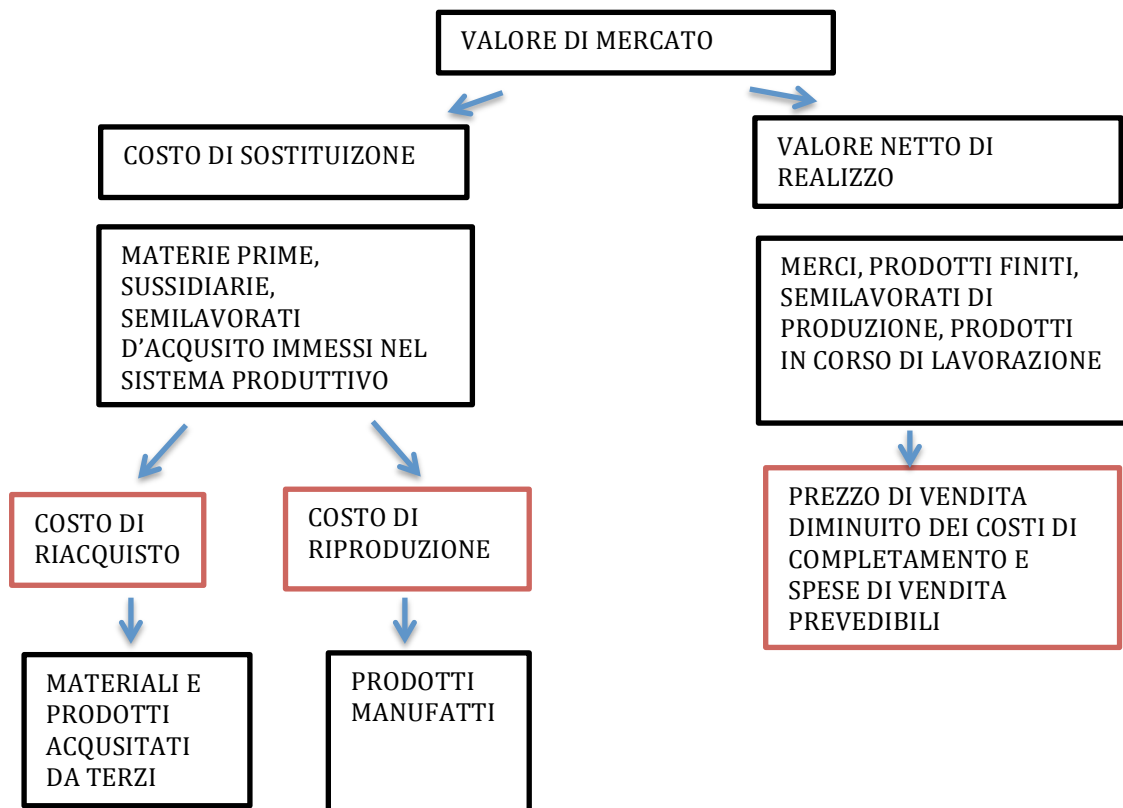 VALORE DI MERCATO
COSTO DI SOSTITUIZONE
VALORE NETTO DI
REALIZZO
MATERIE PRIME,
SUSSIDIARIE,
SEMILAVORATI
D’ACQUSITO IMMESSI NEL
SISTEMA PRODUTTIVO
MERCI, PRODOTTI FINITI,
SEMILAVORATI DI
PRODUZIONE, PRODOTTI
IN CORSO DI LAVORAZIONE
COSTO DI
RIACQUISTO
COSTO DI
RIPRODUZIONE
PREZZO DI VENDITA
DIMINUITO DEI COSTI DI
COMPLETAMENTO E
SPESE DI VENDITA
PREVEDIBILI
MATERIALI E
PRODOTTI
ACQUSITATI
DA TERZI
PRODOTTI
MANUFATTI